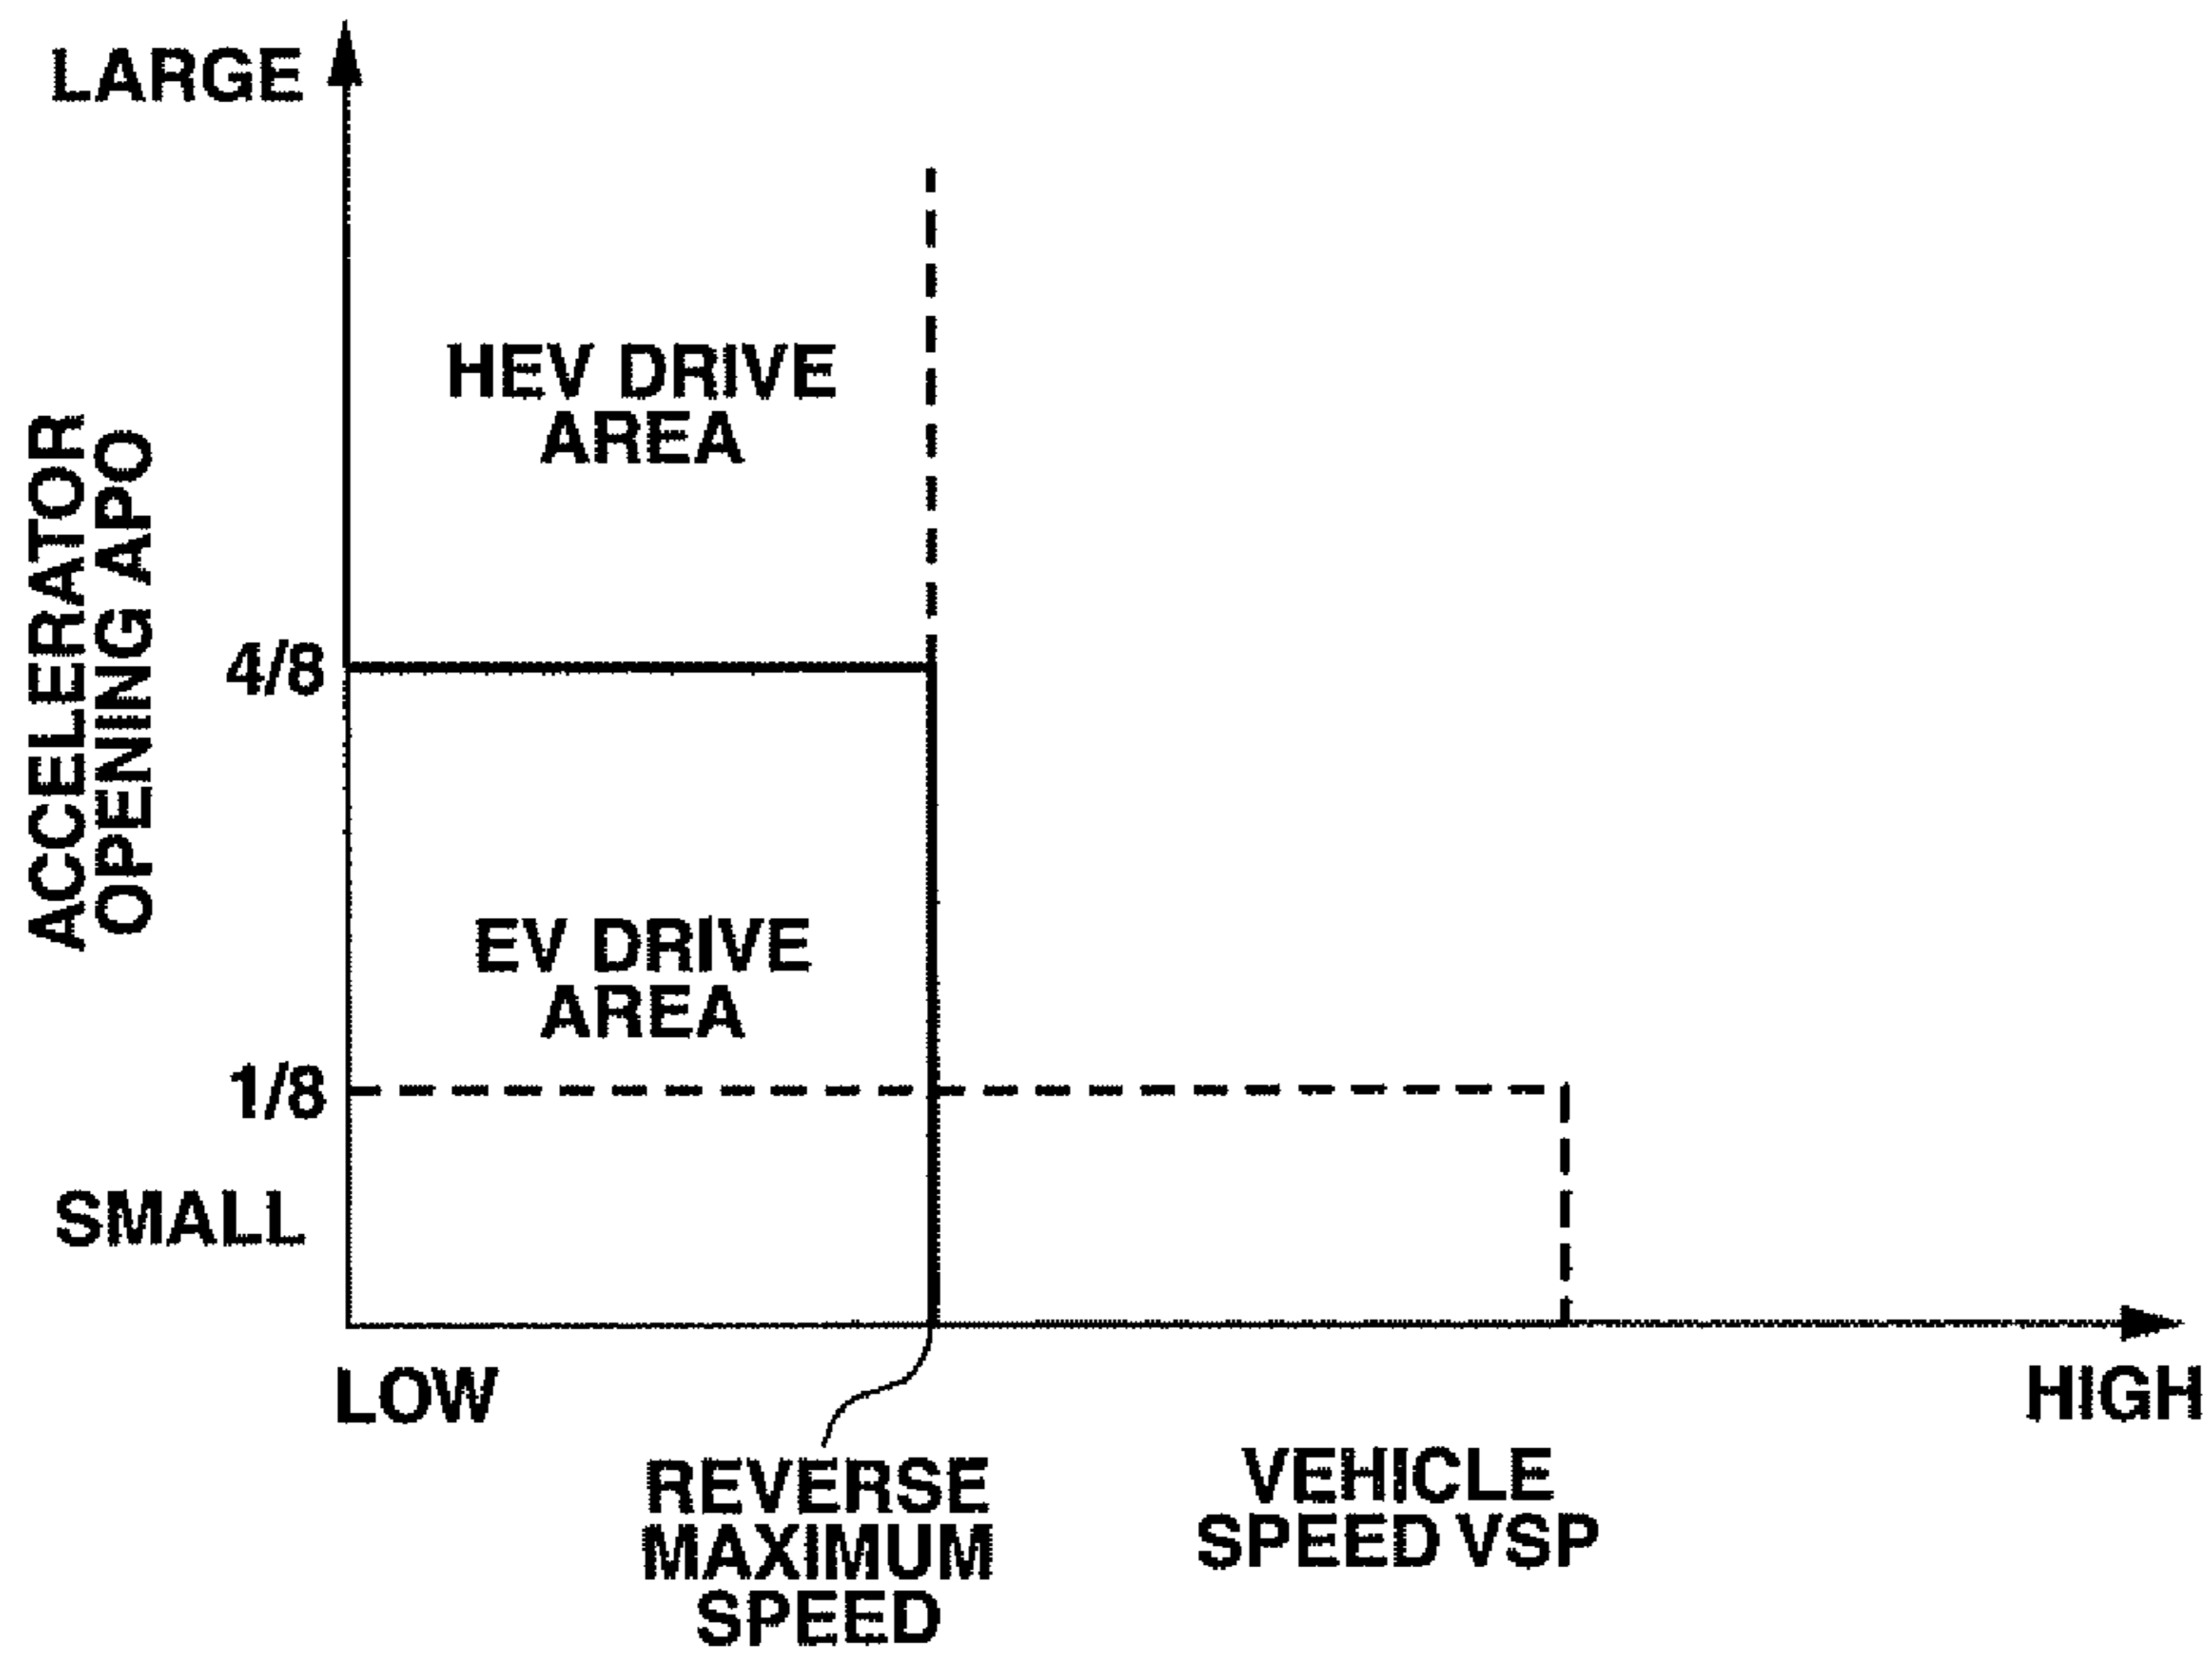 LARGE
HEV DRIVE
AREA
ACCELERATOR
OPENING APO
4/8
EV DRIVE
AREA
1/8
SMALL
LOW
HIGH
REVERSE
MAXIMUM
SPEED
VEHICLE
SPEED VSP